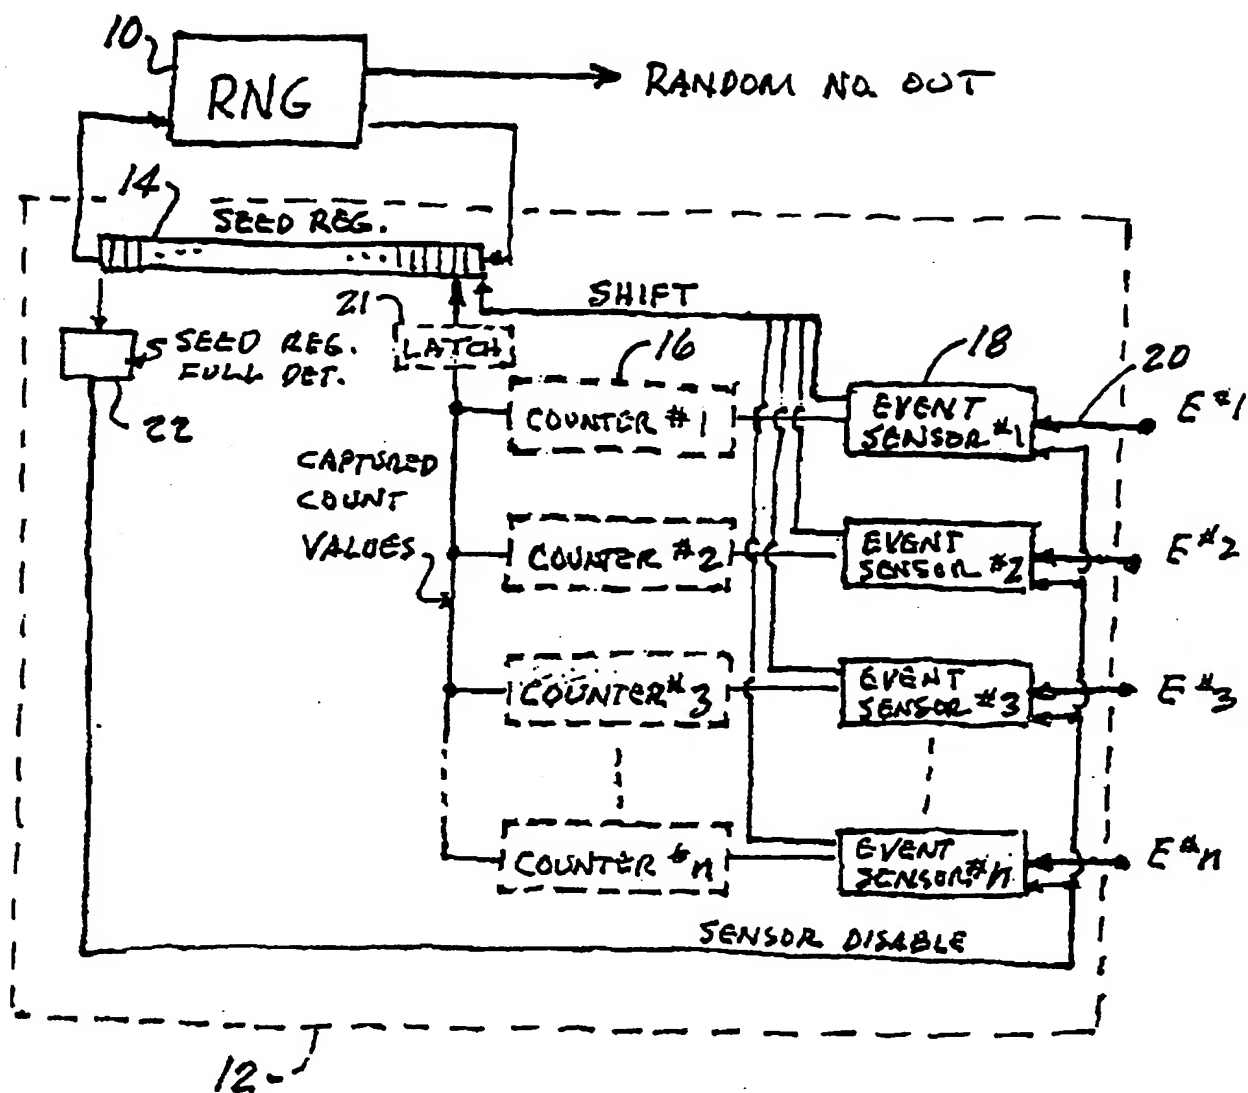 10
RNG
RANDOM NO. OUT
14
SEED REG.
21
SHIFT
LATCH
SEED REG.
FULL DET.
22
16
18
20
COUNTER #1
EVENT
SENSOR #1
E#1
CAPTURED
COUNT
VALUES
COUNTER #2
EVENT
SENSOR #2
E#2
COUNTER #3
EVENT
SENSOR #3
E#3
COUNTER #n
EVENT
SENSOR #n
E#n
SENSOR DISABLE
12